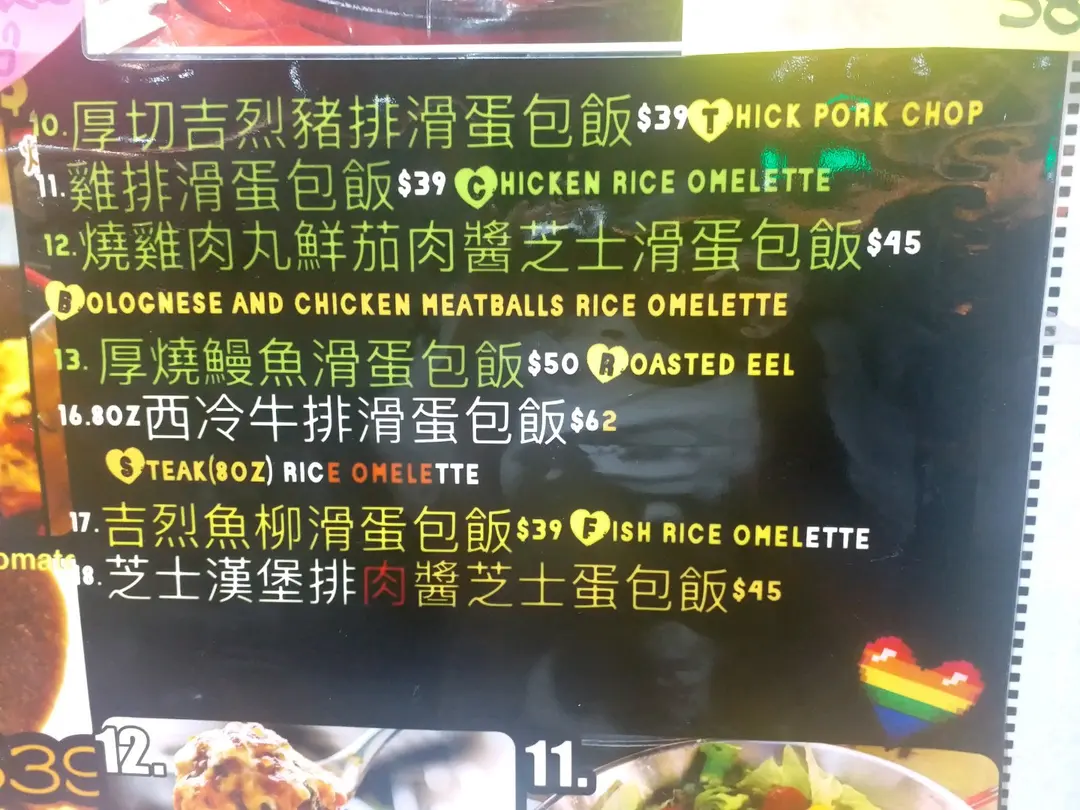 10.厚切吉烈豬排滑蛋包飯$39 THICK PORK CHOP
11.雞排滑蛋包飯$39 CHICKEN RICE OMELETTE
12.燒雞肉丸鮮茄肉醬芝士滑蛋包飯$45
BOLOGNESE AND CHICKEN MEATBALLS RICE OMELETTE
13. 厚燒鰻魚滑蛋包飯$50 ROASTED EEL
16.8OZ西冷牛排滑蛋包飯$62
STEAK(8OZ) RICE OMELETTE
17.吉烈魚柳滑蛋包飯$39 FISH RICE OMELETTE
18.芝士漢堡排肉醬芝士蛋包飯$45
12.
11.
$39